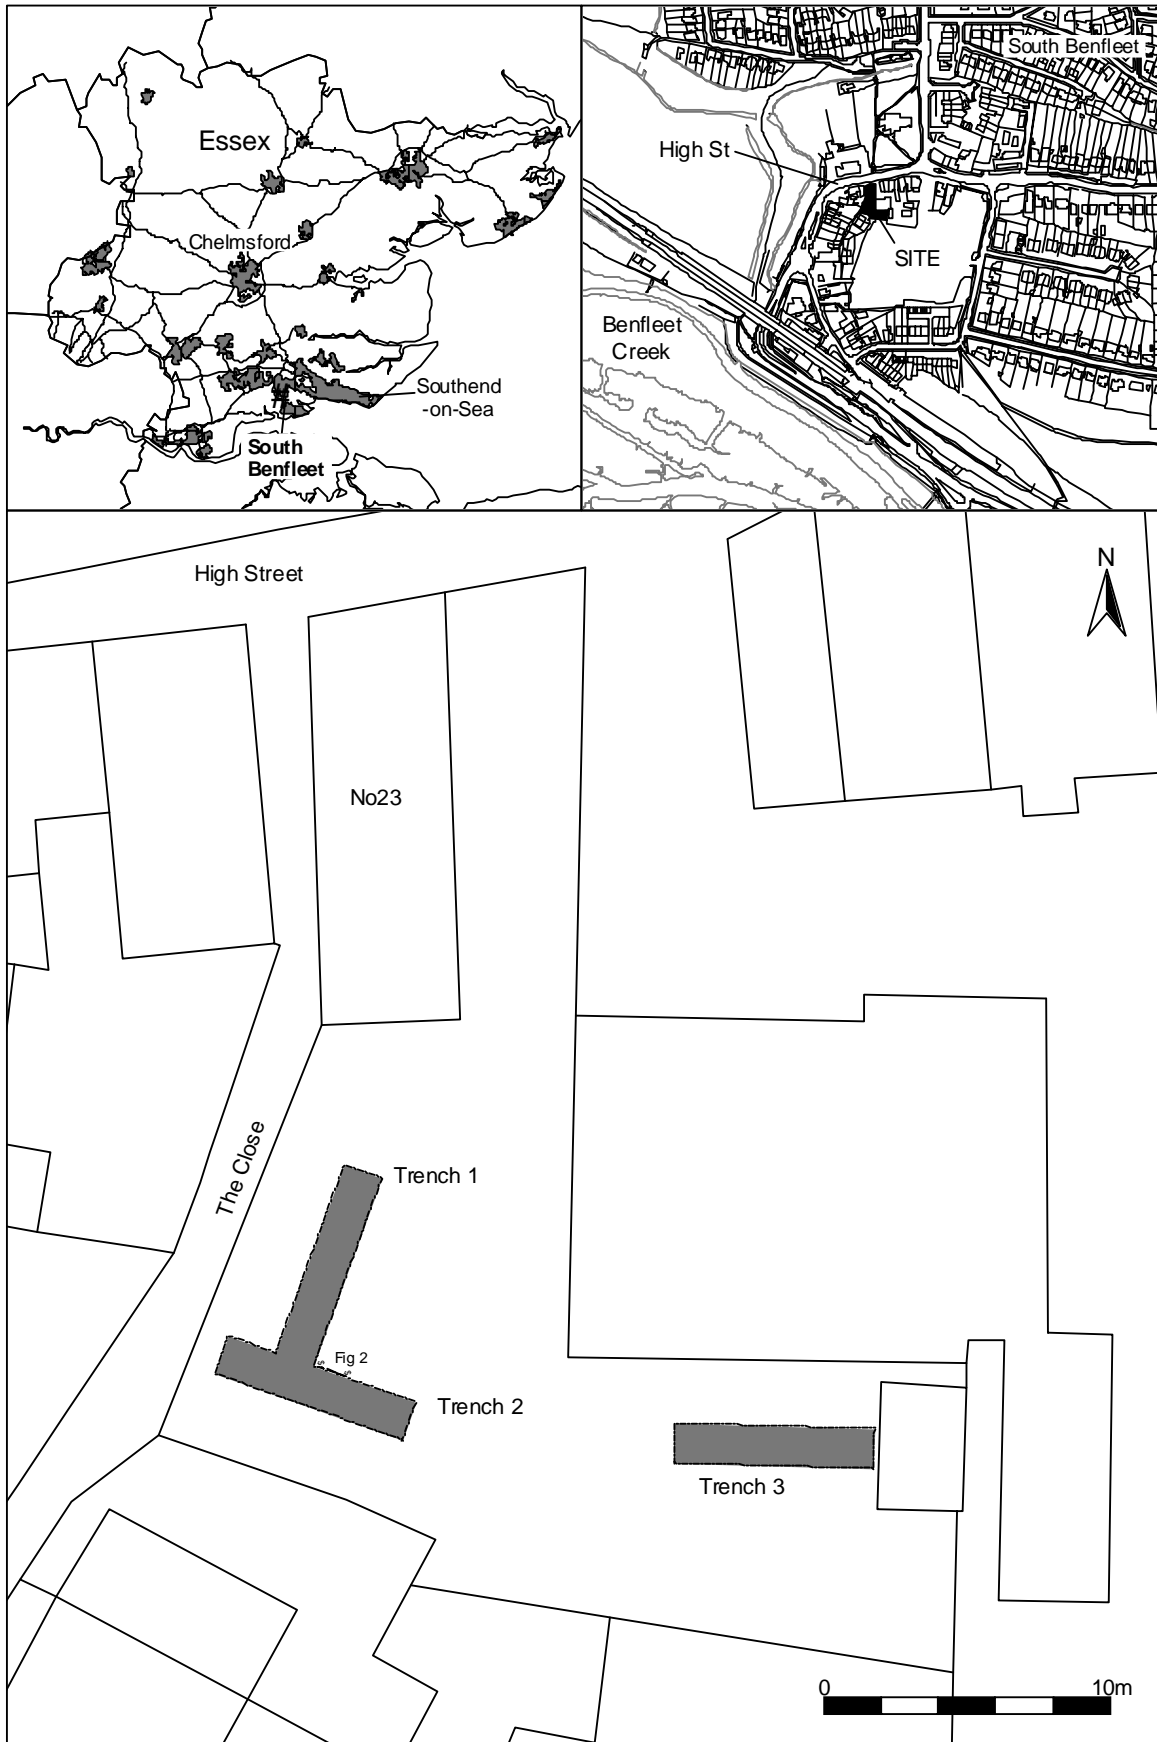 Essex
Chelmsford
Southend
-on-Sea
South
Benfleet
South Benfleet
High St
SITE
Benfleet
Creek
High Street
N
No23
The Close
Trench 1
S
Fig 2
S
Trench 2
Trench 3
0
10m